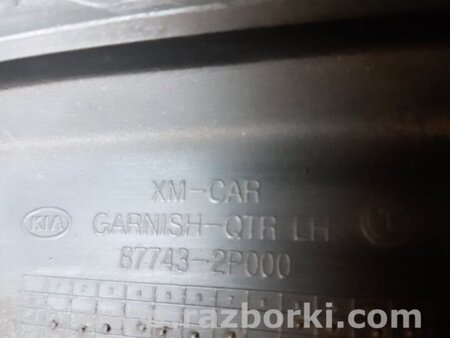 XM-CAR
KIA GARNISH-QTR LH
87743-2P000
razborki.com